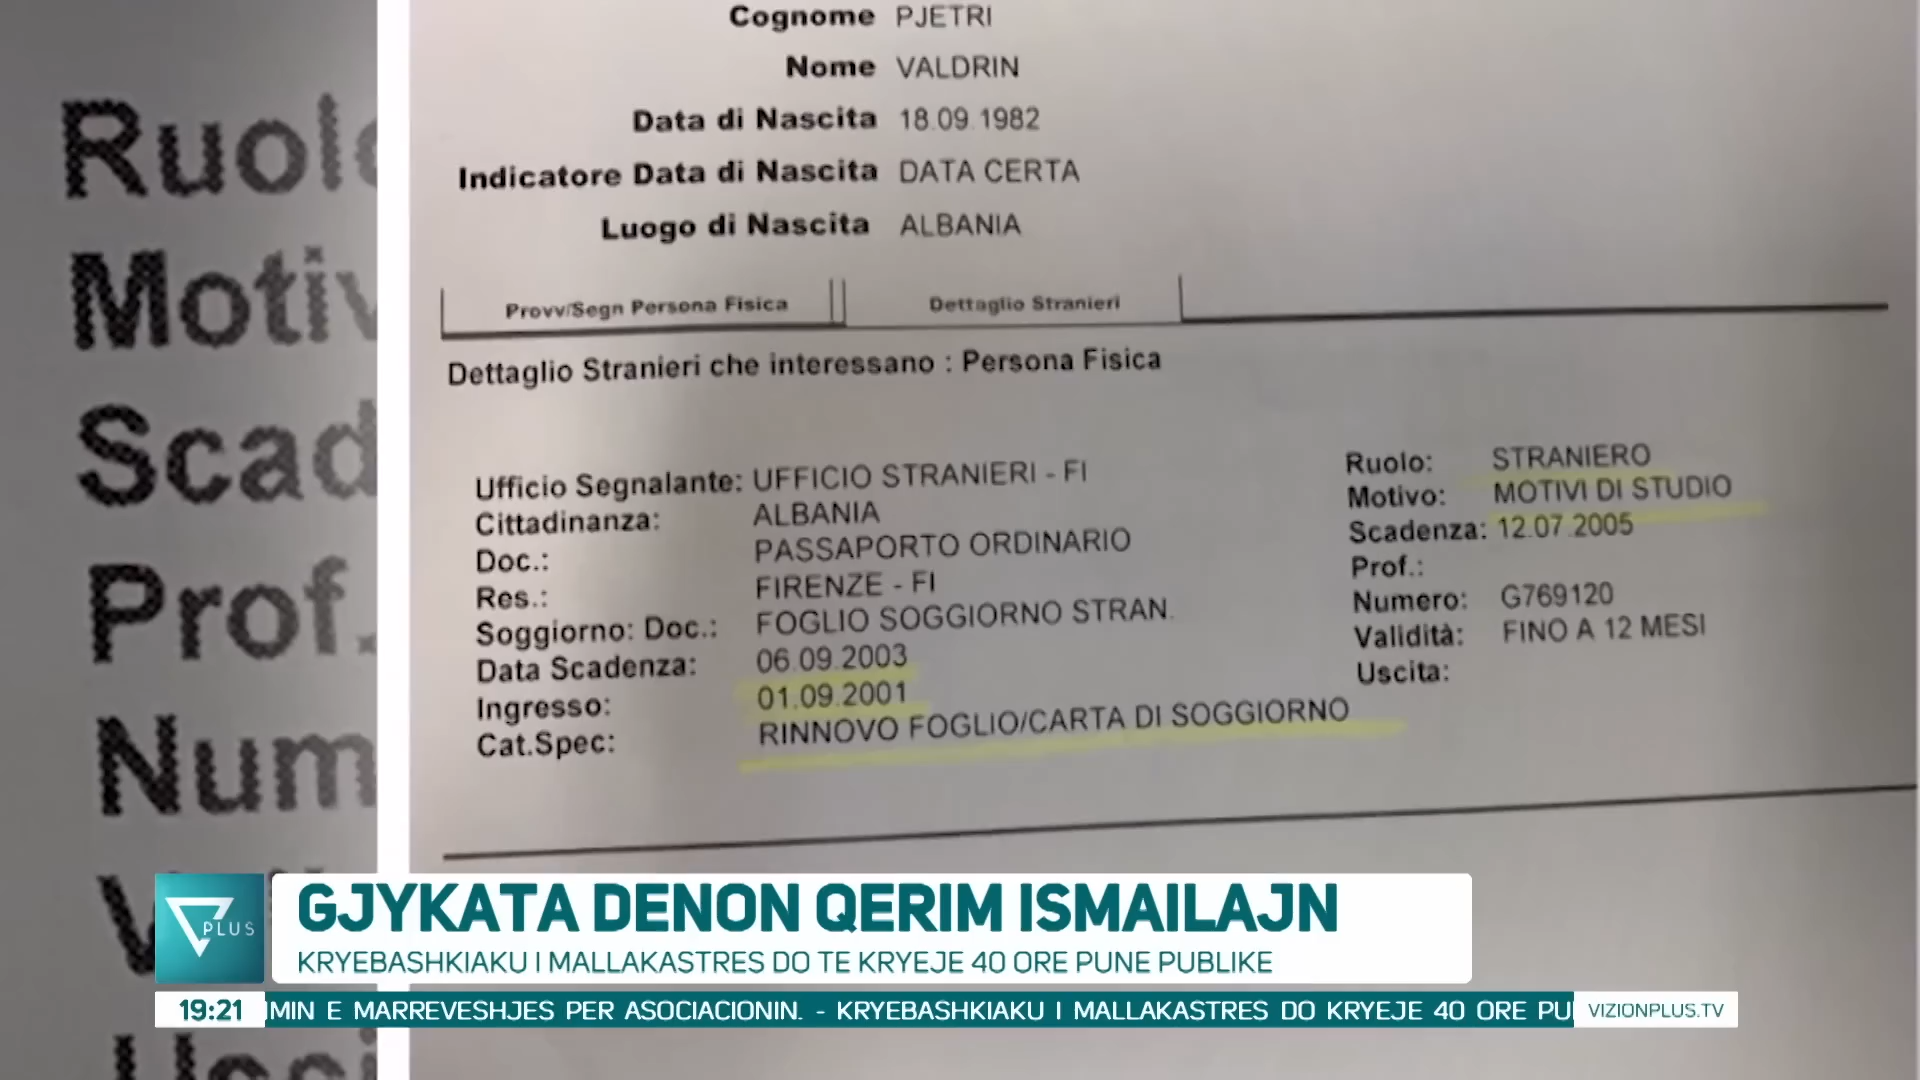 Ruolo
Motiv
Scad
Prof.
Num
Cognome PJETRI
Nome VALDRIN
Data di Nascita 18.09.1982
Indicatore Data di Nascita DATA CERTA
Luogo di Nascita ALBANIA
Provv/Segn Persona Fisica Dettaglio Stranieri
Dettaglio Stranieri che interessano : Persona Fisica
Ufficio Segnalante: UFFICIO STRANIERI - FI
Cittadinanza: ALBANIA
Doc.: PASSAPORTO ORDINARIO
Res.: FIRENZE - FI
Soggiorno: Doc.: FOGLIO SOGGIORNO STRAN.
Data Scadenza: 06.09.2003
Ingresso: 01.09.2001
Cat.Spec: RINNOVO FOGLIO/CARTA DI SOGGIORNO
Ruolo: STRANIERO
Motivo: MOTIVI DI STUDIO
Scadenza: 12.07.2005
Prof.:
Numero: G769120
Validità: FINO A 12 MESI
Uscita:
PLUS
GJYKATA DENON QERIM ISMAILAJN
KRYEBASHKIAKU I MALLAKASTRES DO TE KRYEJE 40 ORE PUNE PUBLIKE
19:21 IMIN E MARREVESHJES PER ASOCIACIONIN. - KRYEBASHKIAKU I MALLAKASTRES DO KRYEJE 40 ORE PU VIZIONPLUS.TV